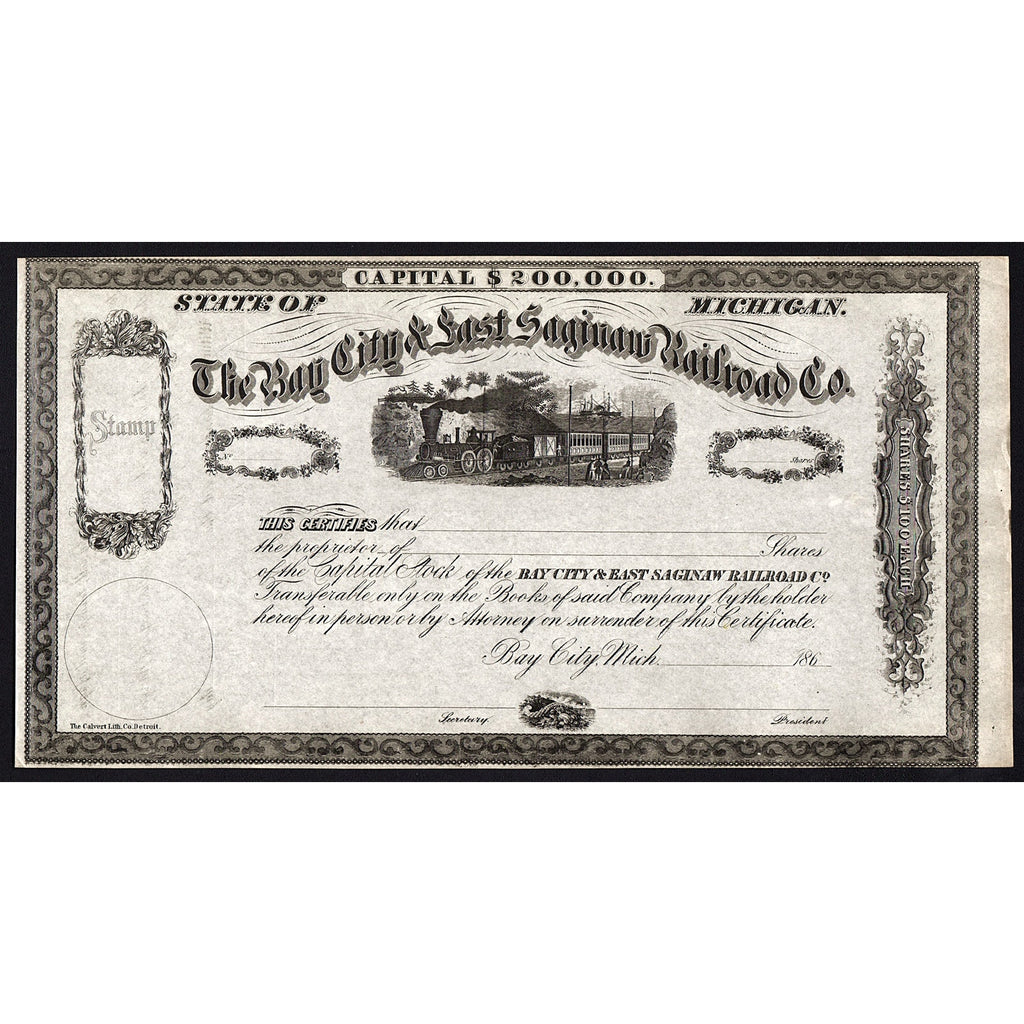 CAPITAL $200,000.
STATE OF MICHIGAN.
The Bay City & East Saginaw Railroad Co.
Stamp
No
Shares
SHARES $100 EACH
THIS CERTIFIES that
the proprietor of Shares
of the Capital Stock of the BAY CITY & EAST SAGINAW RAILROAD CO.
Transferable only on the Books of said Company by the holder
hereof in person or by Attorney on surrender of this Certificate.
Bay City, Mich. 186
Secretary. President
The Calvert Lith. Co. Detroit.